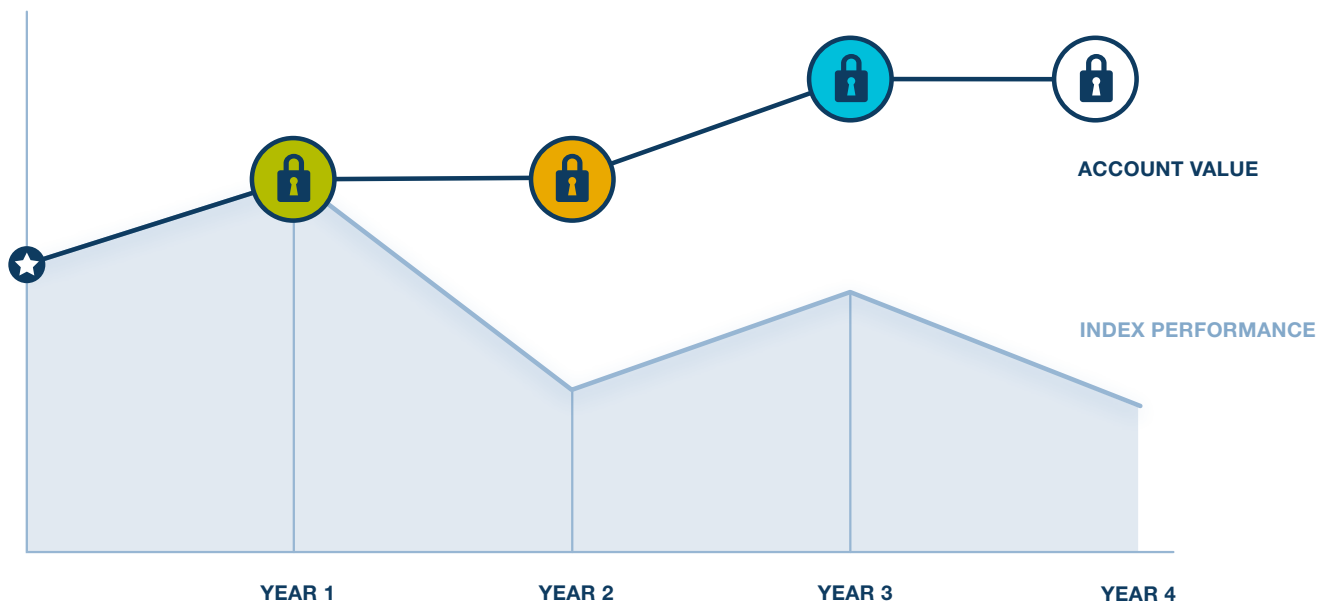 ACCOUNT VALUE
INDEX PERFORMANCE
YEAR 1
YEAR 2
YEAR 3
YEAR 4